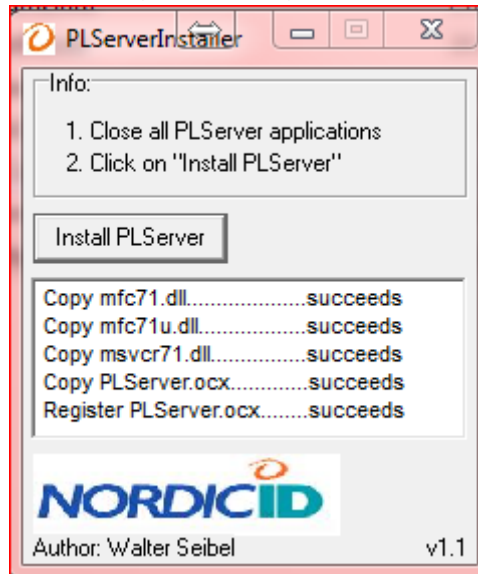 PLServerInstaller
Info:
1. Close all PLServer applications
2. Click on "Install PLServer"
Install PLServer
Copy mfc71.dll...................succeeds
Copy mfc71u.dll.................succeeds
Copy msvcr71.dll...............succeeds
Copy PLServer.ocx............succeeds
Register PLServer.ocx........succeeds
NORDICID
Author: Walter Seibel v1.1